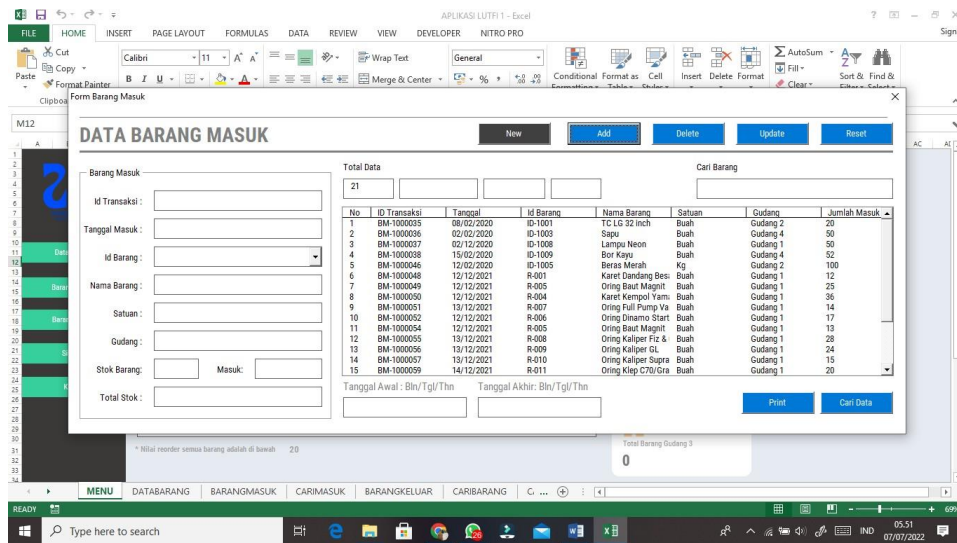 APLIKASI LUTFI 1 - Excel
FILE HOME INSERT PAGE LAYOUT FORMULAS DATA REVIEW VIEW DEVELOPER NITRO PRO Sign
Cut
Copy
Format Painter
Paste
Calibri 11
Wrap Text
General
Merge & Center
Conditional Format as Cell
Insert Delete Format
AutoSum
Fill
Clear
Sort & Find &
M12
Form Barang Masuk
DATA BARANG MASUK
New Add Delete Update Reset
Barang Masuk
Id Transaksi :
Tanggal Masuk :
Id Barang :
Nama Barang :
Satuan :
Gudang :
Stok Barang: Masuk:
Total Stok :
Total Data
21
Cari Barang
No ID Transaksi Tanggal Id Barang Nama Barang Satuan Gudang Jumlah Masuk
1 BM-1000035 08/02/2020 ID-1001 TC LG 32 Inch Buah Gudang 2 20
2 BM-1000036 02/02/2020 ID-1003 Sapu Buah Gudang 4 50
3 BM-1000037 02/12/2020 ID-1008 Lampu Neon Buah Gudang 1 50
4 BM-1000038 15/02/2020 ID-1009 Bor Kayu Buah Gudang 4 52
5 BM-1000046 12/02/2020 ID-1005 Beras Merah Kg Gudang 2 100
6 BM-1000048 12/12/2021 R-001 Karet Dandang Bes Buah Gudang 1 12
7 BM-1000049 12/12/2021 R-005 Oring Baut Magnit Buah Gudang 1 25
8 BM-1000050 12/12/2021 R-004 Karet Kempol Yam Buah Gudang 1 36
9 BM-1000051 13/12/2021 R-007 Oring Full Pump Va Buah Gudang 1 14
10 BM-1000052 12/12/2021 R-006 Oring Dinamo Start Buah Gudang 1 17
11 BM-1000054 12/12/2021 R-005 Oring Baut Magnit Buah Gudang 1 13
12 BM-1000055 13/12/2021 R-008 Oring Kaliper Fiz & Buah Gudang 1 28
13 BM-1000056 13/12/2021 R-009 Oring Kaliper GL Buah Gudang 1 24
14 BM-1000057 13/12/2021 R-010 Oring Kaliper Supra Buah Gudang 1 15
15 BM-1000059 14/12/2021 R-011 Oring Klep C70/Gra Buah Gudang 1 20
Tanggal Awal : Bln/Tgl/Thn Tanggal Akhir: Bln/Tgl/Thn
Print Cari Data
* Nilai reorder semua barang adalah di bawah 20
Total Barang Gudang 3
0
MENU DATABARANG BARANGMASUK CARIMASUK BARANGKELUAR CARIBARANG
READY 69%
Type here to search
IND
05.51
07/07/2022